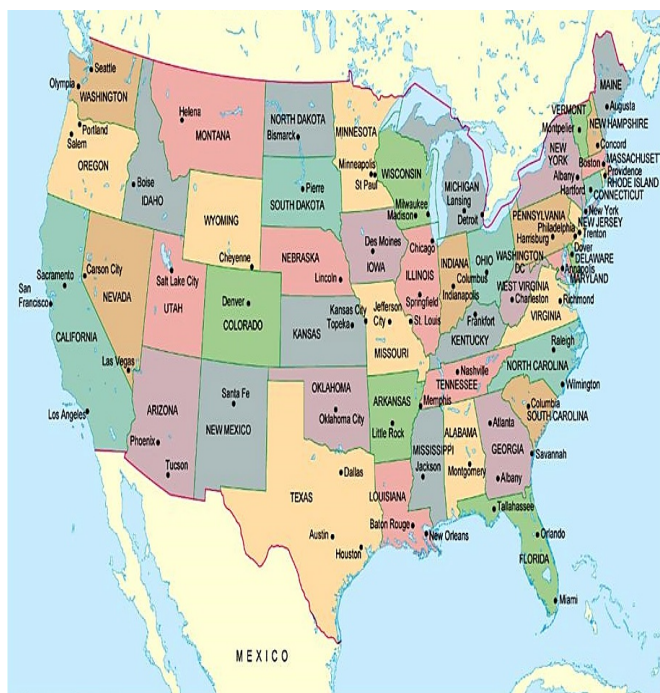 Seattle
Olympia
WASHINGTON
Portland
Salem
OREGON
Helena
MONTANA
Boise
IDAHO
NORTH DAKOTA
Bismarck
MINNESOTA
Minneapolis
St Paul
Pierre
SOUTH DAKOTA
WYOMING
Cheyenne
WISCONSIN
Milwaukee
Madison
MICHIGAN
Lansing
Detroit
MAINE
Augusta
VERMONT
Montpelier
NEW HAMPSHIRE
Concord
NEW
YORK
Albany
Boston
MASSACHUSETT
Providence
RHODE ISLAND
Hartford
CONNECTICUT
New York
PENNSYLVANIA
Philadelphia
Harrisburg
NEW JERSEY
Trenton
Dover
DELAWARE
Annapolis
MARYLAND
WASHINGTON
DC
NEBRASKA
Lincoln
Des Moines
IOWA
Chicago
ILLINOIS
Springfield
INDIANA
Indianapolis
OHIO
Columbus
WEST VIRGINIA
Charleston
Richmond
VIRGINIA
Sacramento
San
Francisco
Carson City
NEVADA
CALIFORNIA
Las Vegas
Los Angeles
Salt Lake City
UTAH
Denver
COLORADO
KANSAS
Kansas City
Topeka
Jefferson
City
St. Louis
MISSOURI
Frankfort
KENTUCKY
Nashville
TENNESSEE
Memphis
Raleigh
NORTH CAROLINA
Wilmington
Columbia
SOUTH CAROLINA
ARIZONA
Phoenix
Tucson
Santa Fe
NEW MEXICO
OKLAHOMA
Oklahoma City
ARKANSAS
Little Rock
MISSISSIPPI
Jackson
ALABAMA
Montgomery
Atlanta
GEORGIA
Savannah
Albany
TEXAS
Dallas
Austin
Houston
LOUISIANA
Baton Rouge
New Orleans
Tallahassee
Orlando
FLORIDA
Miami
MEXICO